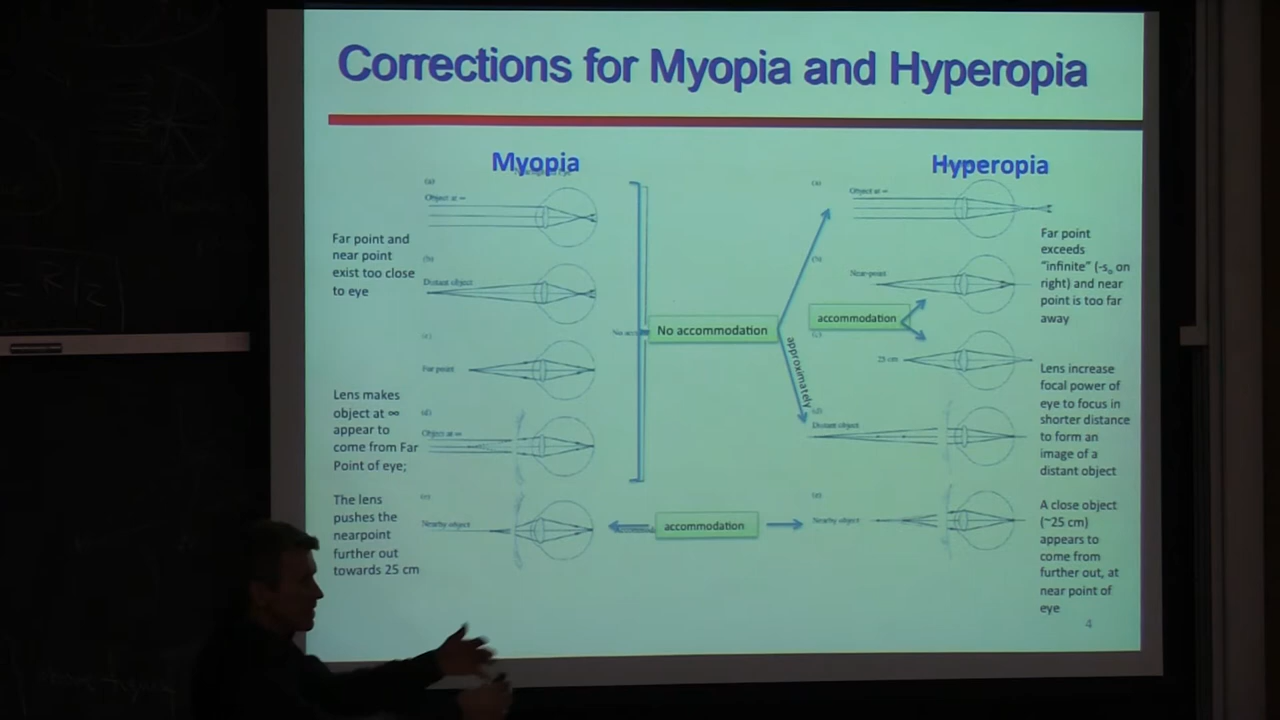 Corrections for Myopia and Hyperopia
Myopia
(a)
Object at ∞
Far point and
near point
exist too close
to eye
(b)
Distant object
(c)
Far point
Lens makes
object at ∞
appear to
come from Far
Point of eye;
(d)
Object at ∞
The lens
pushes the
nearpoint
further out
towards 25 cm
(e)
Nearby object
No accommodation
approximately
accommodation
Hyperopia
(a)
Object at ∞
(b)
Near-point
accommodation
(c)
25 cm
(d)
Distant object
(e)
Nearby object
Far point
exceeds
"infinite" (-sₒ on
right) and near
point is too far
away
Lens increase
focal power of
eye to focus in
shorter distance
to form an
image of a
distant object
A close object
(~25 cm)
appears to
come from
further out, at
near point of
eye
4
= R/2